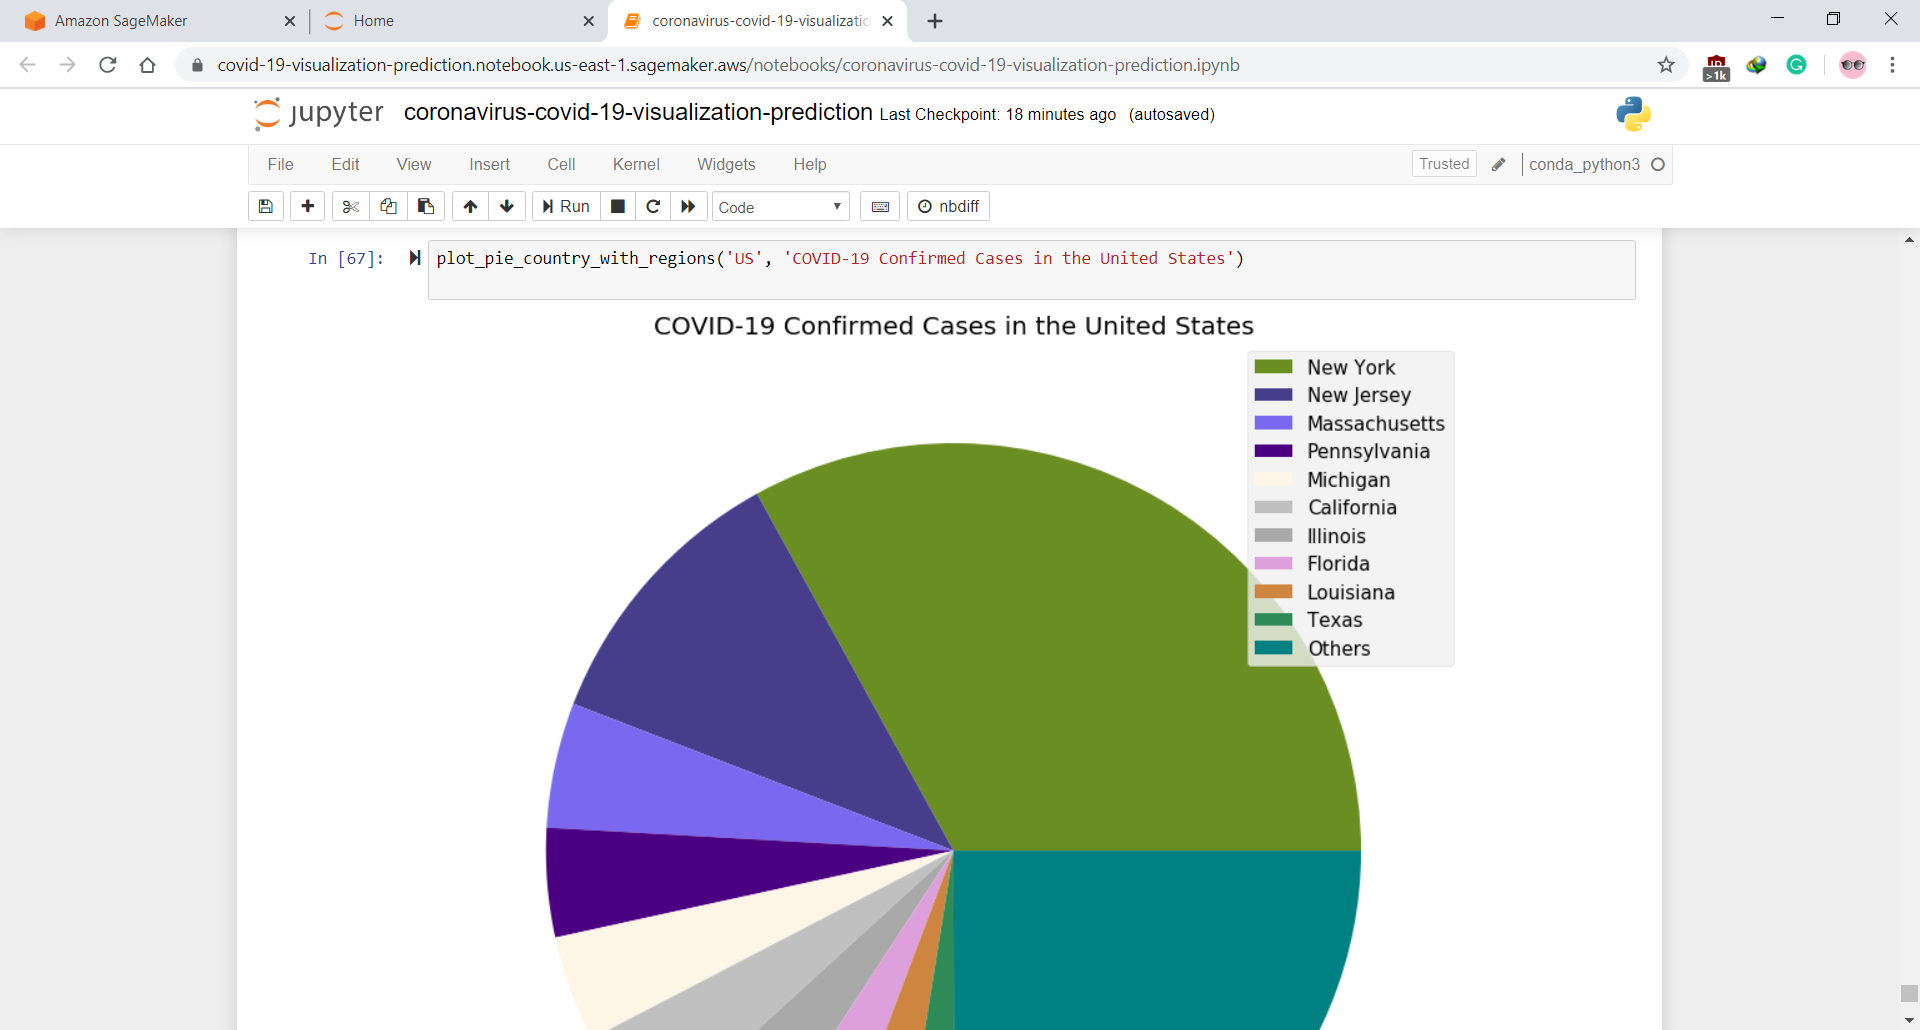 Amazon SageMaker
Home
coronavirus-covid-19-visualizatio
covid-19-visualization-prediction.notebook.us-east-1.sagemaker.aws/notebooks/coronavirus-covid-19-visualization-prediction.ipynb
>1k
jupyter coronavirus-covid-19-visualization-prediction Last Checkpoint: 18 minutes ago (autosaved)
File Edit View Insert Cell Kernel Widgets Help Trusted conda_python3
Run Code nbdiff
In [67]: plot_pie_country_with_regions('US', 'COVID-19 Confirmed Cases in the United States')
COVID-19 Confirmed Cases in the United States
New York
New Jersey
Massachusetts
Pennsylvania
Michigan
California
Illinois
Florida
Louisiana
Texas
Others